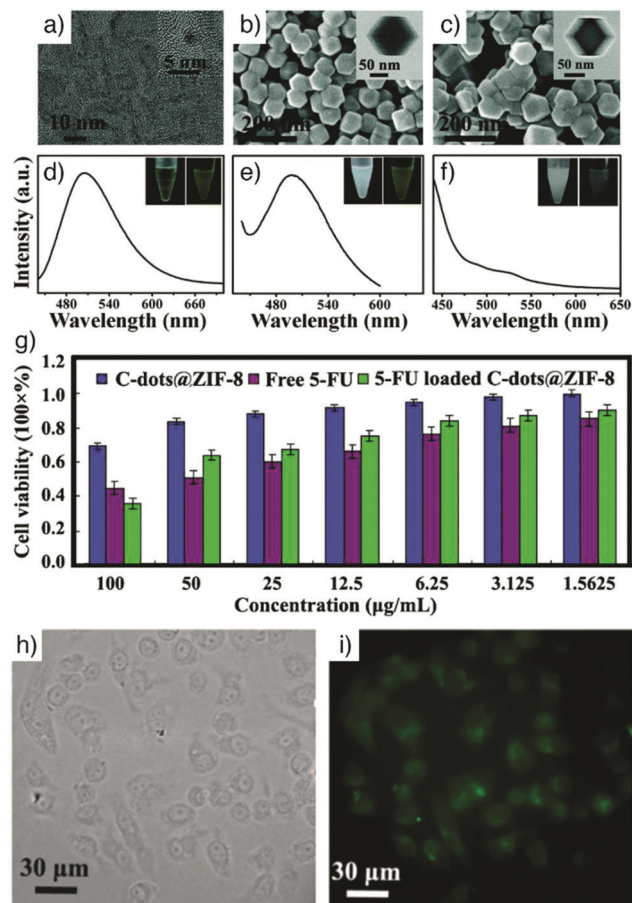 a)
5 nm
10 nm
b)
50 nm
200 nm
c)
50 nm
200 nm
d)
e)
f)
Intensity (a.u.)
480 540 600 660
480 540 600
450 500 550 600 650
Wavelength (nm)
Wavelength (nm)
Wavelength (nm)
g)
Cell viability (100×%)
1.2
1.0
0.8
0.6
0.4
0.2
0.0
C-dots@ZIF-8 Free 5-FU 5-FU loaded C-dots@ZIF-8
100 50 25 12.5 6.25 3.125 1.5625
Concentration (μg/mL)
h)
30 μm
i)
30 μm